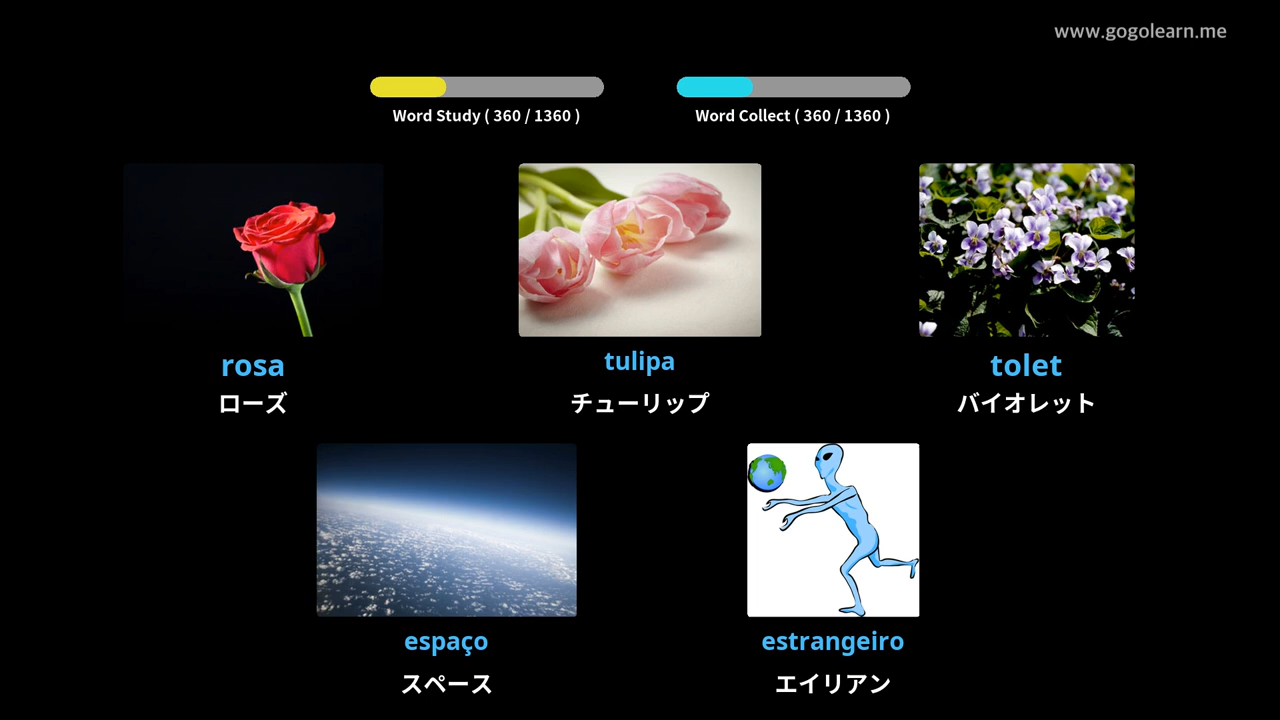 www.gogolearn.me
Word Study ( 360 / 1360 )
Word Collect ( 360 / 1360 )
rosa
ローズ
tulipa
チューリップ
tolet
バイオレット
espaço
スペース
estrangeiro
エイリアン